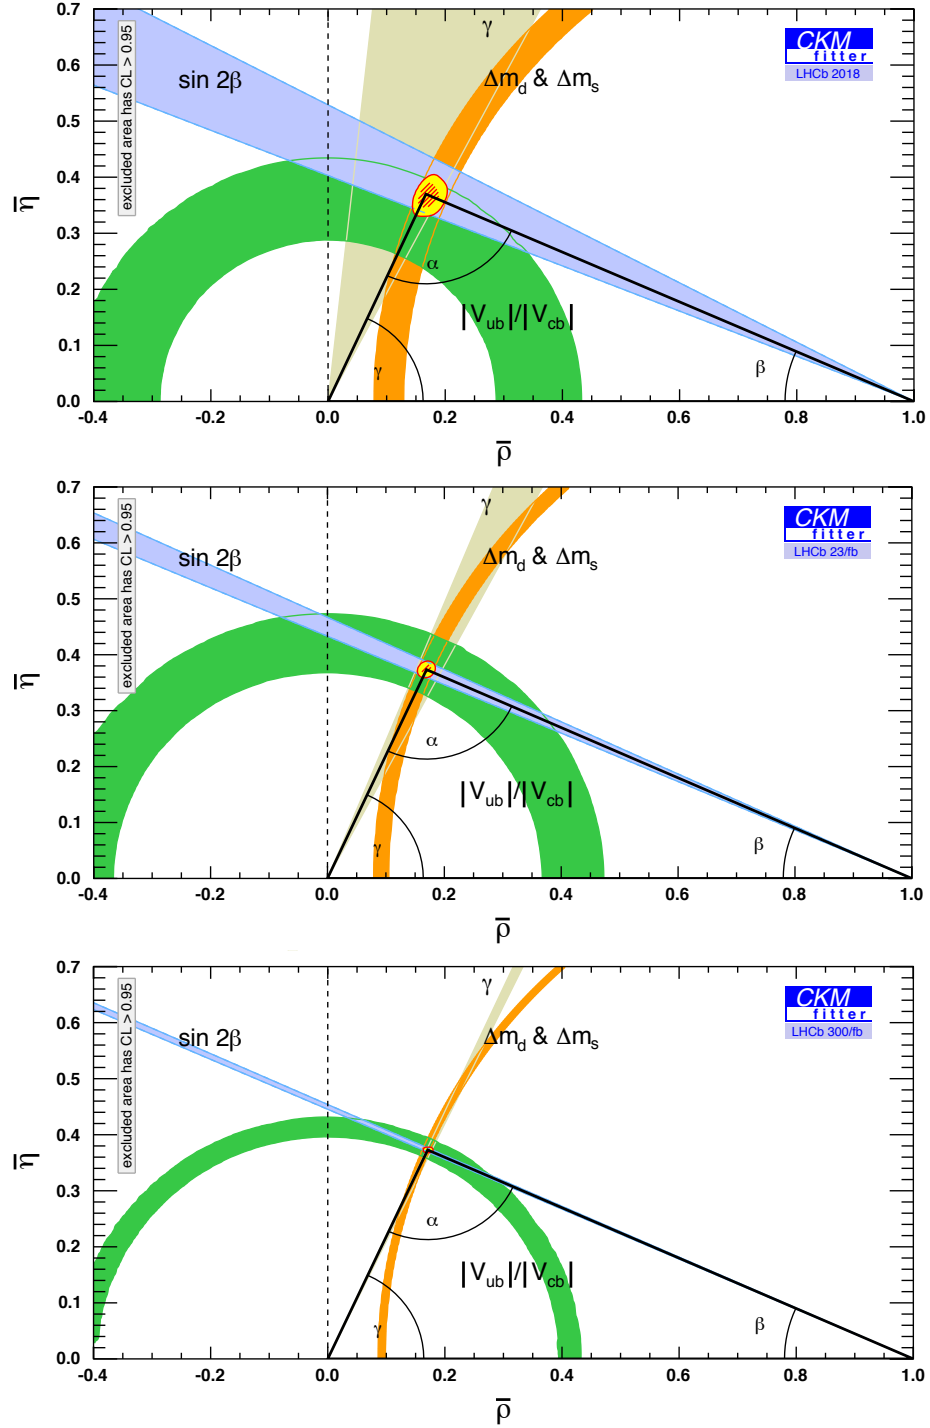 0.7
0.6
0.5
0.4
0.3
0.2
0.1
0.0
-0.4
-0.2
0.0
0.2
0.4
0.6
0.8
1.0
η̅
ρ̅
excluded area has CL > 0.95
sin 2β
γ
Δm_d & Δm_s
CKM
fitter
LHCb 2018
α
|V_ub|/|V_cb|
γ
β
0.7
0.6
0.5
0.4
0.3
0.2
0.1
0.0
-0.4
-0.2
0.0
0.2
0.4
0.6
0.8
1.0
η̅
ρ̅
excluded area has CL > 0.95
sin 2β
γ
Δm_d & Δm_s
CKM
fitter
LHCb 23/fb
α
|V_ub|/|V_cb|
γ
β
0.7
0.6
0.5
0.4
0.3
0.2
0.1
0.0
-0.4
-0.2
0.0
0.2
0.4
0.6
0.8
1.0
η̅
ρ̅
excluded area has CL > 0.95
sin 2β
γ
Δm_d & Δm_s
CKM
fitter
LHCb 300/fb
α
|V_ub|/|V_cb|
γ
β